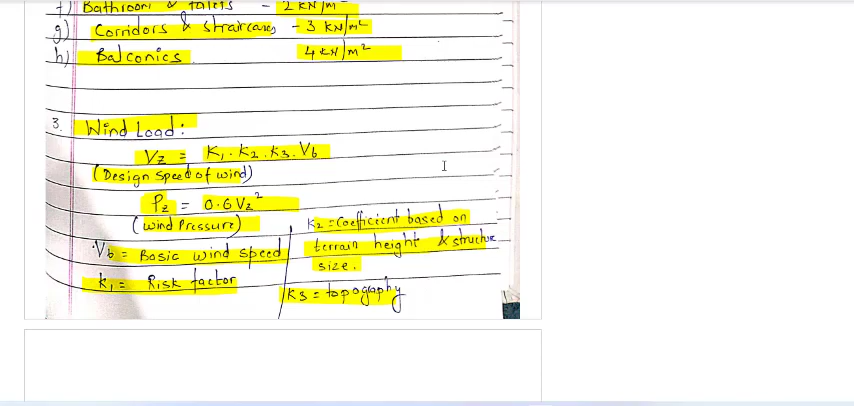 f) Bathroom & toilets - 2 kN/m
g) Corridors & straircases - 3 kN/m²
h) Balconies 4 kN/m²
3. Wind Load :
Vz = K1 . K2 . K3 . Vb
(Design Speed of wind)
Pz = 0.6 Vz²
(wind Pressure)
Vb = Basic wind speed
k1 = Risk factor
K2 = Coefficient based on
terrain height & structure
size.
K3 = topography